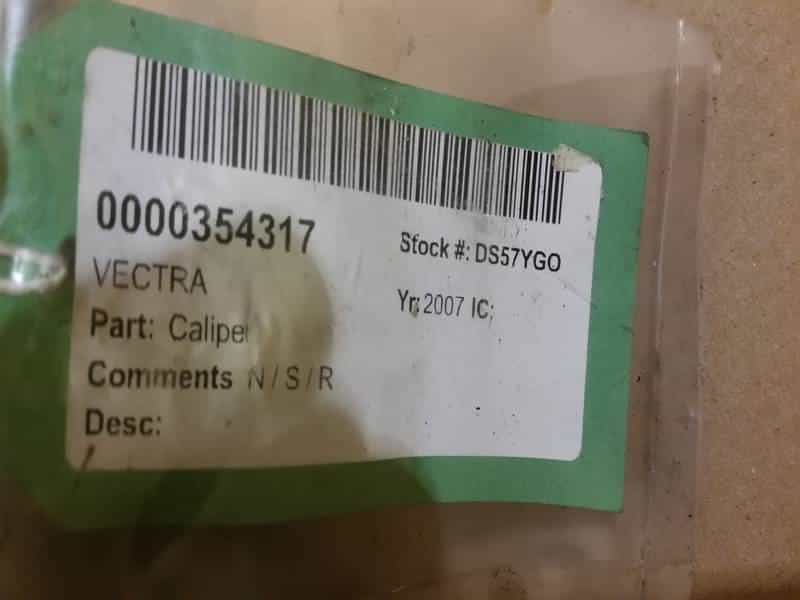 0000354317
Stock #: DS57YGO
VECTRA
Yr: 2007 IC:
Part: Caliper
Comments N / S / R
Desc: